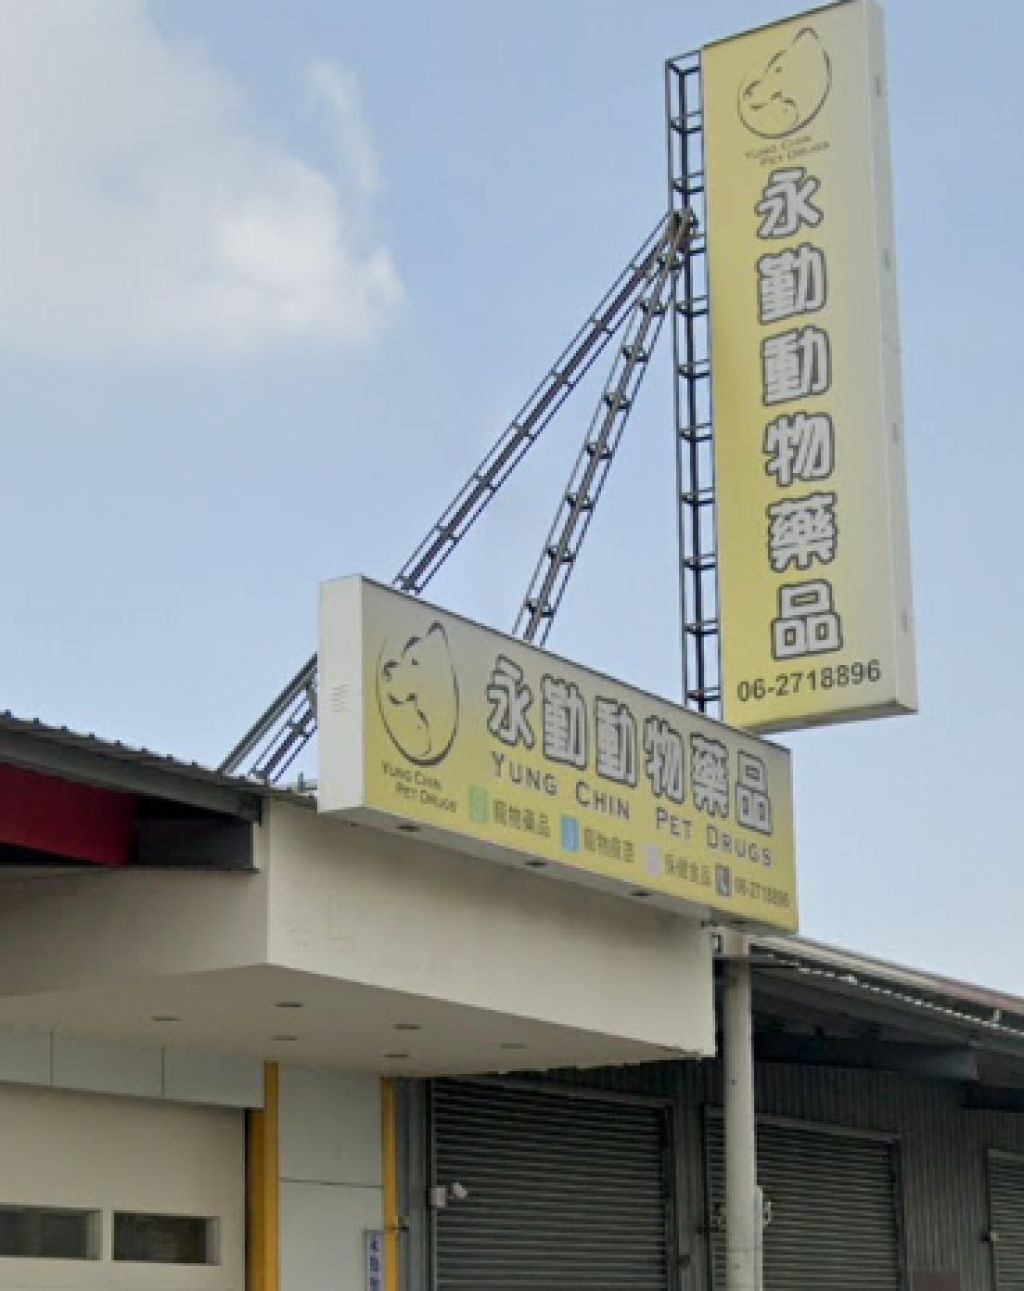 YUNG CHIN
PET DRUGS
永勤動物藥品
06-2718896
永勤動物藥品
YUNG CHIN PET DRUGS
YUNG CHIN
PET DRUGS
寵物藥品 寵物疫苗 保健食品 06-2718896